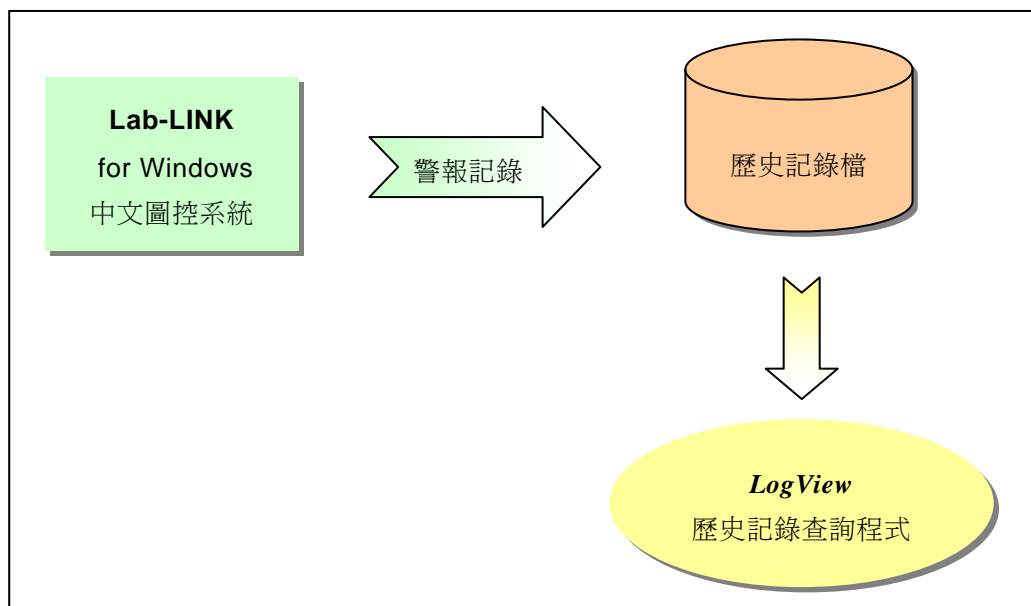 Lab-LINK
for Windows
中文圖控系統
警報記錄
歷史記錄檔
LogView
歷史記錄查詢程式